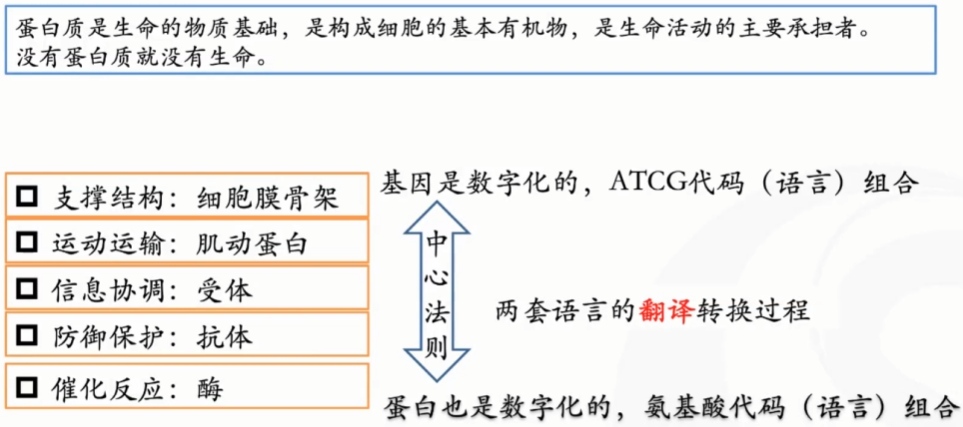 蛋白质是生命的物质基础，是构成细胞的基本有机物，是生命活动的主要承担者。
没有蛋白质就没有生命。
支撑结构：细胞膜骨架
运动运输：肌动蛋白
信息协调：受体
防御保护：抗体
催化反应：酶
基因是数字化的，ATCG代码（语言）组合
中心法则
两套语言的翻译转换过程
蛋白也是数字化的，氨基酸代码（语言）组合